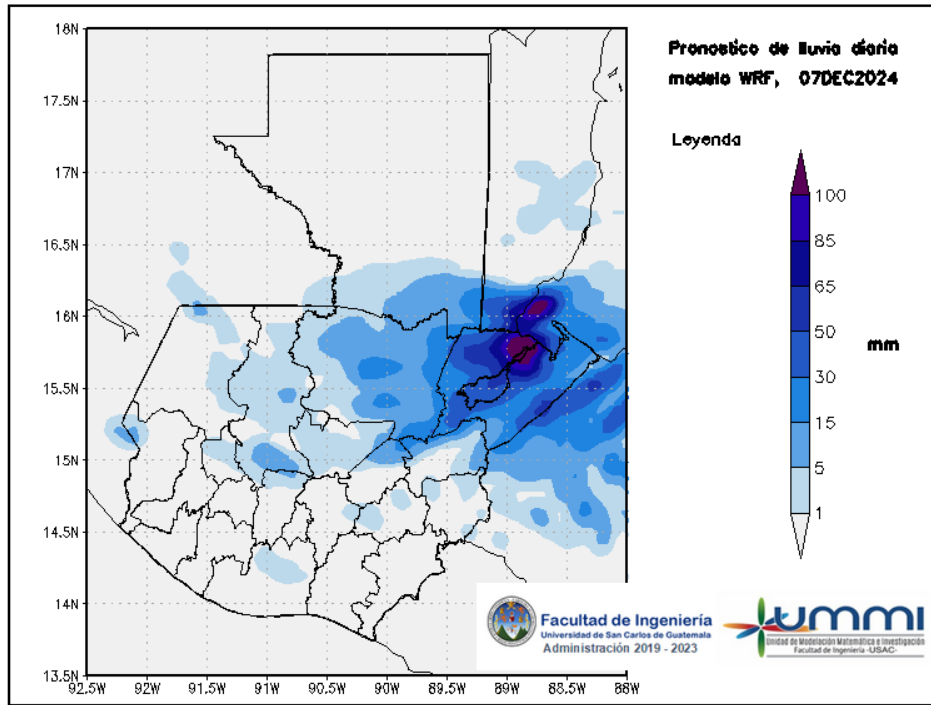 Pronostico de lluvia diaria
modelo WRF, 07DEC2024
Leyenda
100
85
65
50
30
15
5
1
mm
18N
17.5N
17N
16.5N
16N
15.5N
15N
14.5N
14N
13.5N
92.5W
92W
91.5W
91W
90.5W
90W
89.5W
89W
88.5W
88W
Facultad de Ingeniería
Universidad de San Carlos de Guatemala
Administración 2019 - 2023
UMMI
Unidad de Modelación Matemática e Investigación
Facultad de Ingeniería -USAC-